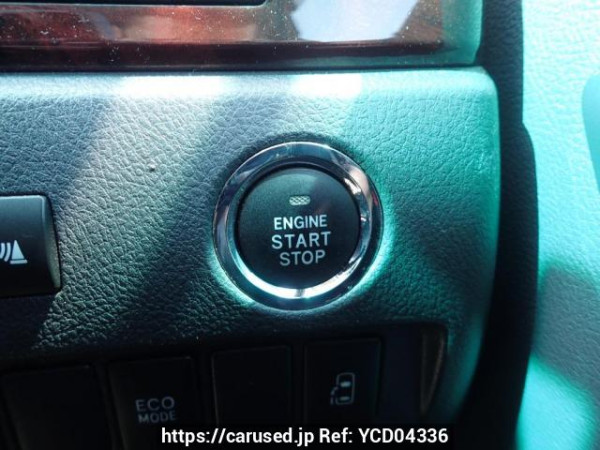 ENGINE
START
STOP
ECO
MODE
https://carused.jp Ref: YCD04336